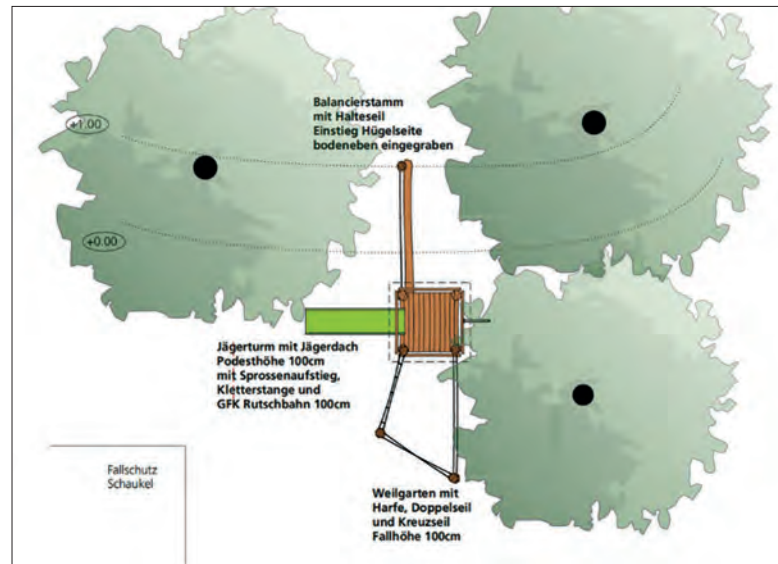 Balancierstamm
mit Halteseil
Einstieg Hügelseite
bodeneben eingegraben
+1.00
+0.00
Jägerturm mit Jägerdach
Podesthöhe 100cm
mit Sprossenaufstieg,
Kletterstange und
GFK Rutschbahn 100cm
Fallschutz
Schaukel
Weilgarten mit
Harfe, Doppelseil
und Kreuzseil
Fallhöhe 100cm